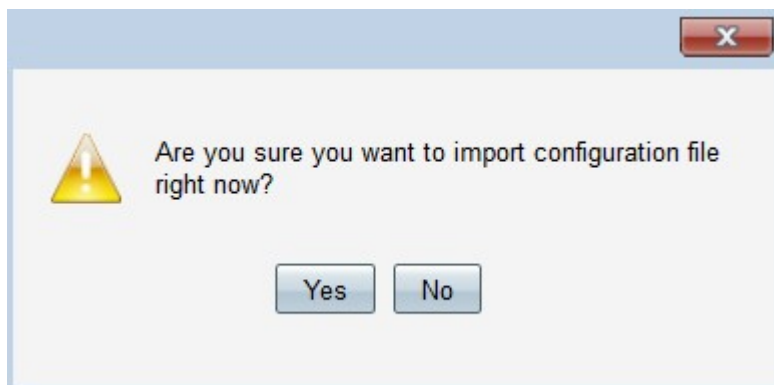 Are you sure you want to import configuration file
right now?
Yes No